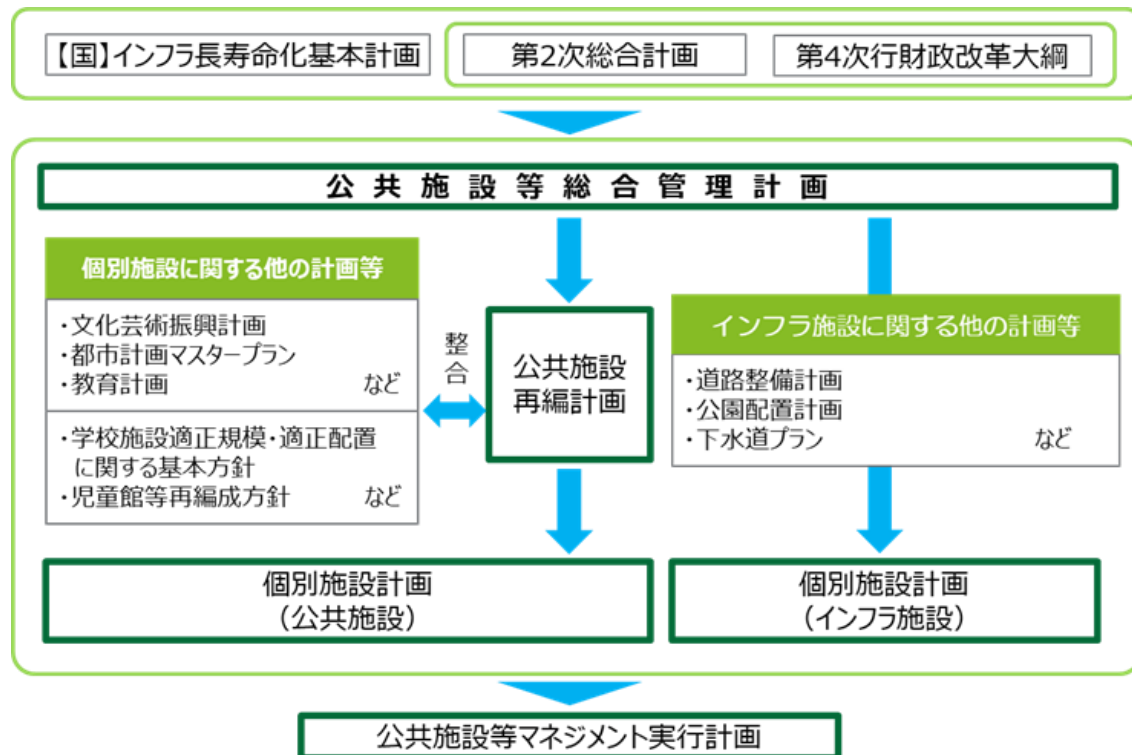 【国】インフラ長寿命化基本計画
第2次総合計画
第4次行財政改革大綱
公共施設等総合管理計画
個別施設に関する他の計画等
・文化芸術振興計画
・都市計画マスタープラン
・教育計画 など
・学校施設適正規模・適正配置
に関する基本方針
・児童館等再編成方針 など
整合
公共施設
再編計画
インフラ施設に関する他の計画等
・道路整備計画
・公園配置計画
・下水道プラン など
個別施設計画
（公共施設）
個別施設計画
（インフラ施設）
公共施設等マネジメント実行計画